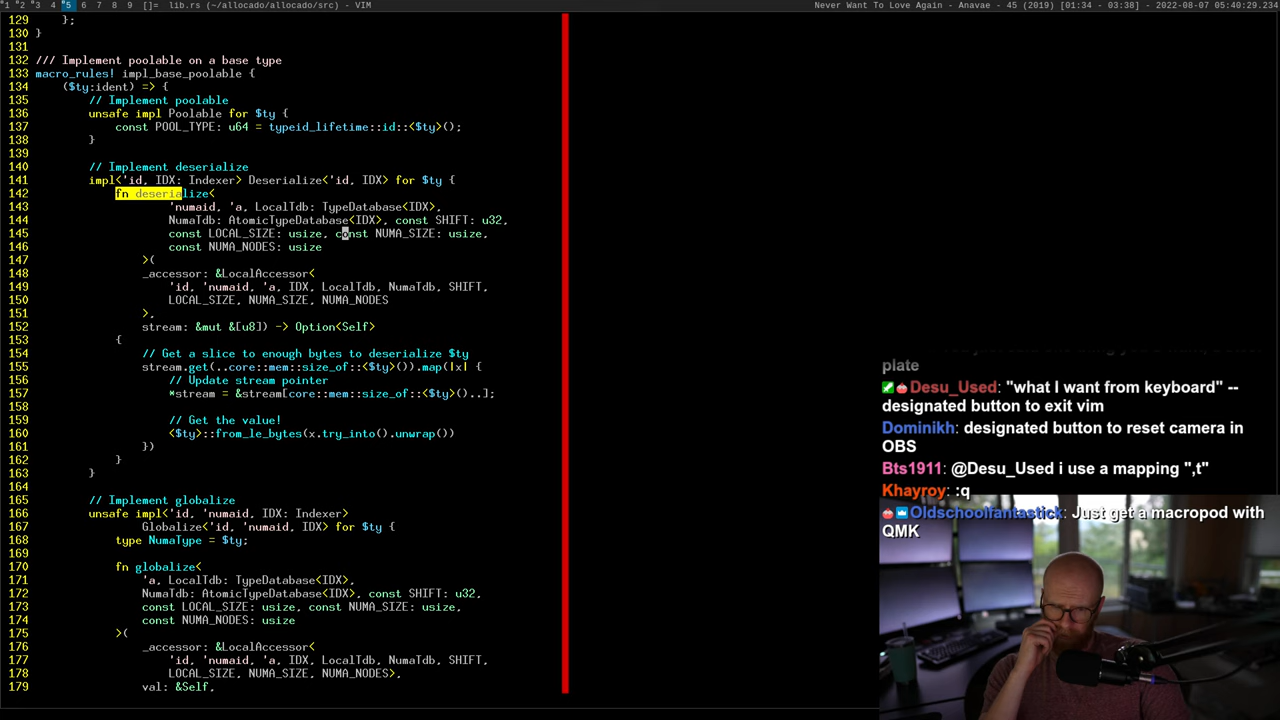 *1 *2 *3 4 *5 6 7 8 9 []= lib.rs (~/allocado/allocado/src) - VIM
Never Want To Love Again - Anavae - 45 (2019) [01:34 - 03:38] - 2022-08-07 05:40:29.234
129 };
130 }
131
132 /// Implement poolable on a base type
133 macro_rules! impl_base_poolable {
134 ($ty:ident) => {
135 // Implement poolable
136 unsafe impl Poolable for $ty {
137 const POOL_TYPE: u64 = typeid_lifetime::id::<$ty>();
138 }
139
140 // Implement deserialize
141 impl<'id, IDX: Indexer> Deserialize<'id, IDX> for $ty {
142 fn deserialize<
143 'numaid, 'a, LocalTdb: TypeDatabase<IDX>,
144 NumaTdb: AtomicTypeDatabase<IDX>, const SHIFT: u32,
145 const LOCAL_SIZE: usize, const NUMA_SIZE: usize,
146 const NUMA_NODES: usize
147 >(
148 _accessor: &LocalAccessor<
149 'id, 'numaid, 'a, IDX, LocalTdb, NumaTdb, SHIFT,
150 LOCAL_SIZE, NUMA_SIZE, NUMA_NODES
151 >,
152 stream: &mut &[u8]) -> Option<Self>
153 {
154 // Get a slice to enough bytes to deserialize $ty
155 stream.get(..core::mem::size_of::<$ty>()).map(|x| {
156 // Update stream pointer
157 *stream = &stream[core::mem::size_of::<$ty>()..];
158
159 // Get the value!
160 <$ty>::from_le_bytes(x.try_into().unwrap())
161 })
162 }
163 }
164
165 // Implement globalize
166 unsafe impl<'id, 'numaid, IDX: Indexer>
167 Globalize<'id, 'numaid, IDX> for $ty {
168 type NumaType = $ty;
169
170 fn globalize<
171 'a, LocalTdb: TypeDatabase<IDX>,
172 NumaTdb: AtomicTypeDatabase<IDX>, const SHIFT: u32,
173 const LOCAL_SIZE: usize, const NUMA_SIZE: usize,
174 const NUMA_NODES: usize
175 >(
176 _accessor: &LocalAccessor<
177 'id, 'numaid, 'a, IDX, LocalTdb, NumaTdb, SHIFT,
178 LOCAL_SIZE, NUMA_SIZE, NUMA_NODES>,
179 val: &Self,
plate
Desu_Used: "what I want from keyboard" --
designated button to exit vim
Dominikh: designated button to reset camera in
OBS
Bts1911: @Desu_Used i use a mapping ",t"
Khayroy: :q
Oldschoolfantastick: Just get a macropod with
QMK